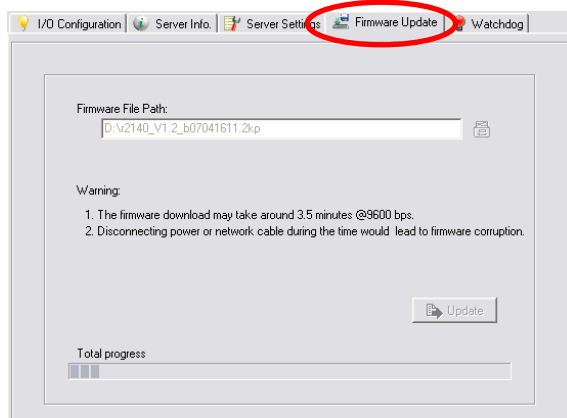 I/O Configuration Server Info. Server Settings Firmware Update Watchdog
Firmware File Path:
D:\r2140_V1.2_b07041611.2kp
Warning:
1. The firmware download may take around 3.5 minutes @9600 bps.
2. Disconnecting power or network cable during the time would lead to firmware corruption.
Update
Total progress